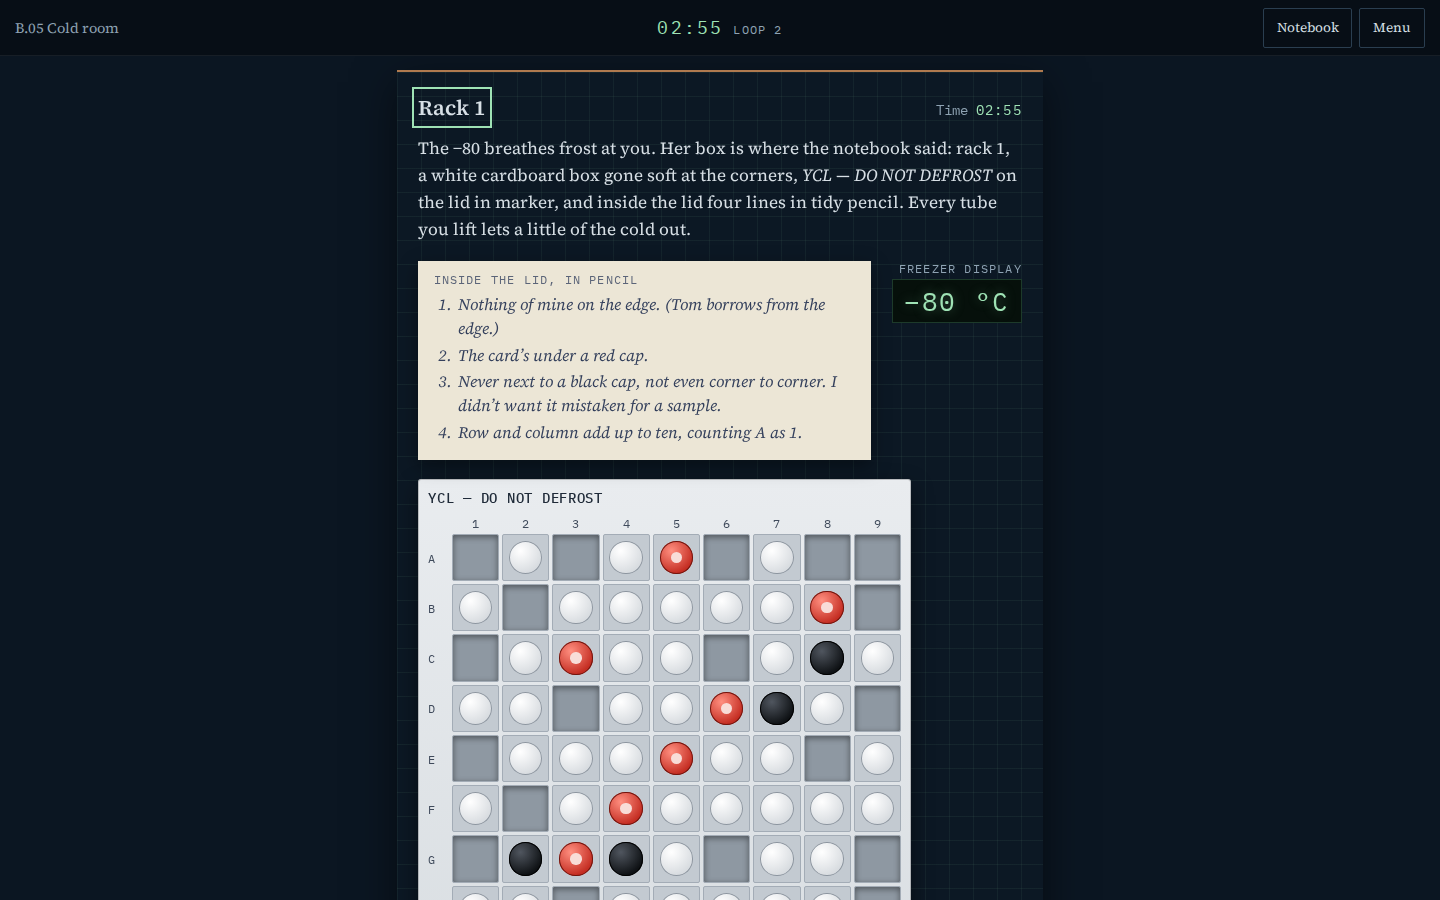 B.05 Cold room
02:55 LOOP 2
Notebook
Menu
Rack 1
Time 02:55
The −80 breathes frost at you. Her box is where the notebook said: rack 1,
a white cardboard box gone soft at the corners, YCL — DO NOT DEFROST on
the lid in marker, and inside the lid four lines in tidy pencil. Every tube
you lift lets a little of the cold out.
INSIDE THE LID, IN PENCIL
1. Nothing of mine on the edge. (Tom borrows from the
edge.)
2. The card’s under a red cap.
3. Never next to a black cap, not even corner to corner. I
didn’t want it mistaken for a sample.
4. Row and column add up to ten, counting A as 1.
FREEZER DISPLAY
−80 °C
YCL — DO NOT DEFROST
1 2 3 4 5 6 7 8 9
A
B
C
D
E
F
G